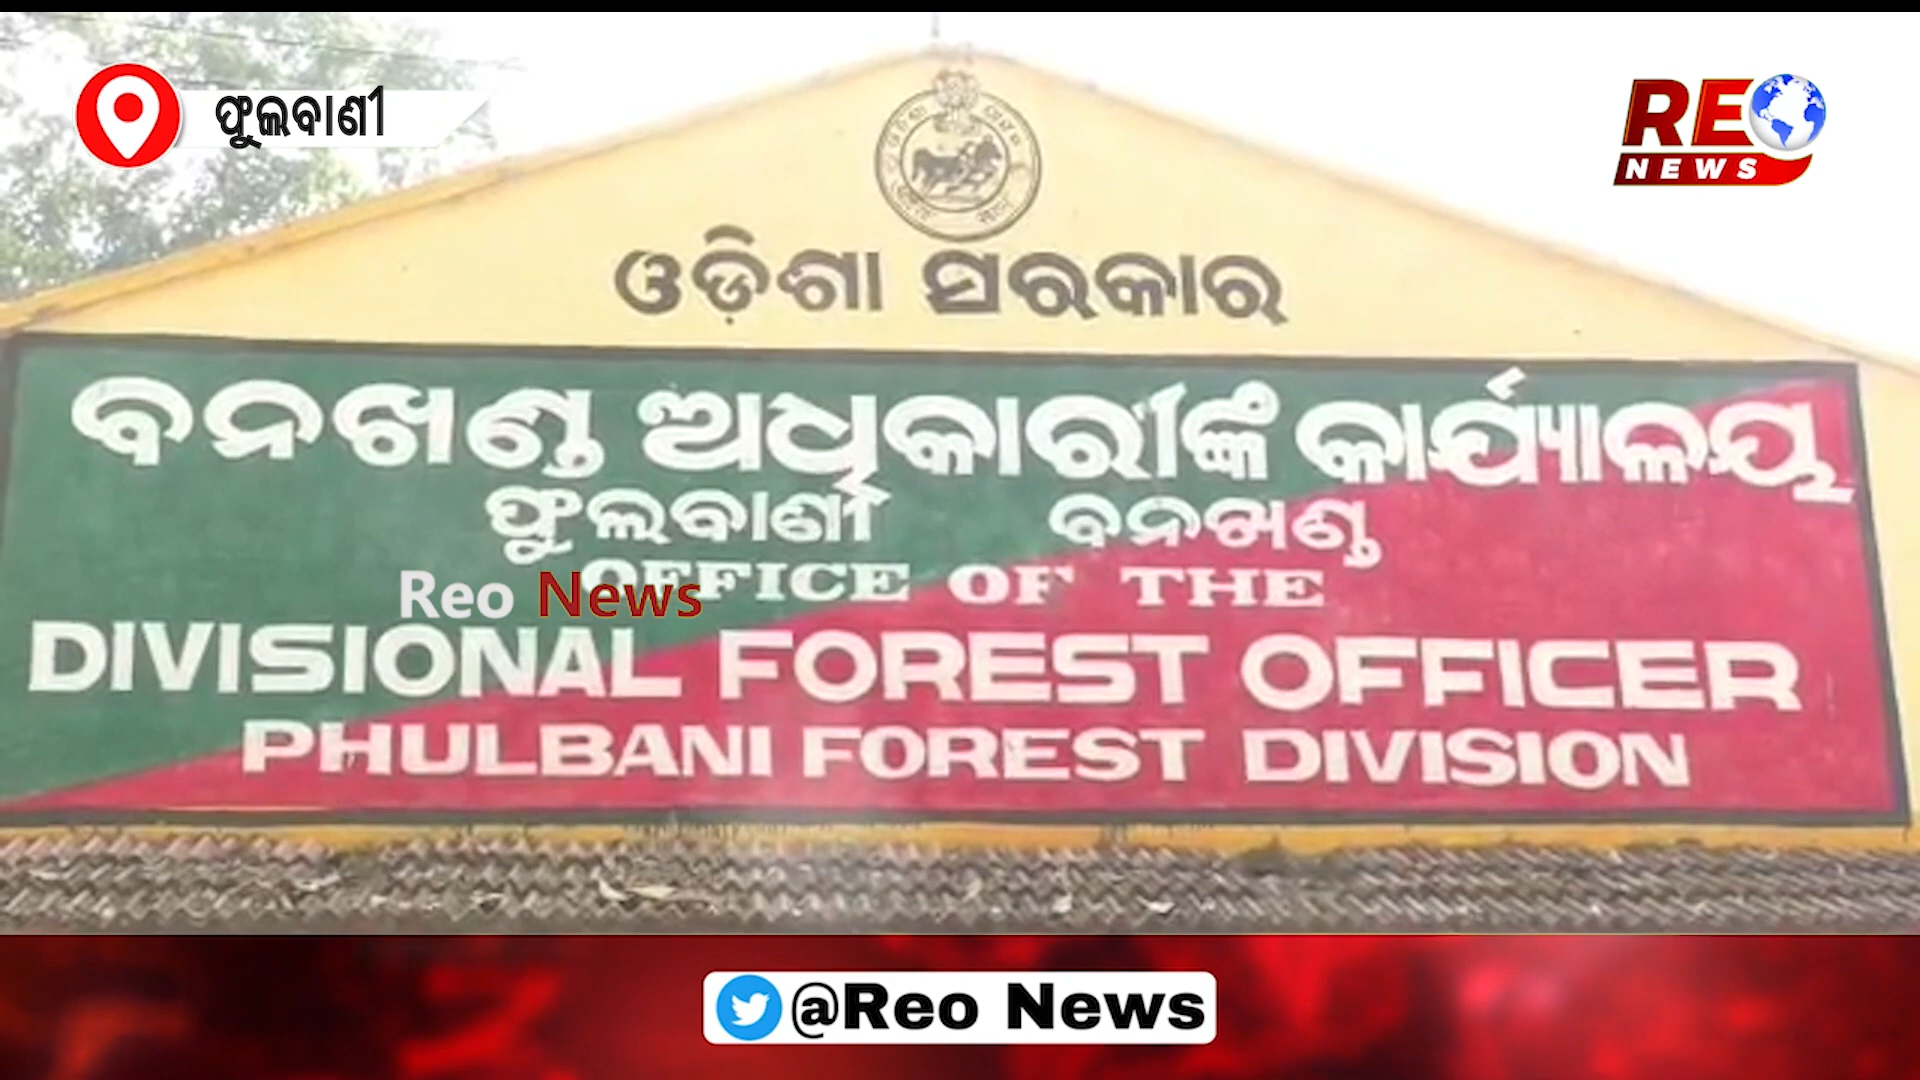 ଫୁଲବାଣୀ
REO
NEWS
ଓଡ଼ିଶା ସରକାର
ବନଖଣ୍ଡ ଅଧିକାରୀଙ୍କ କାର୍ଯ୍ୟାଳୟ
ଫୁଲବାଣୀ ବନଖଣ୍ଡ
OFFICE OF THE
Reo News
DIVISIONAL FOREST OFFICER
PHULBANI FOREST DIVISION
@Reo News